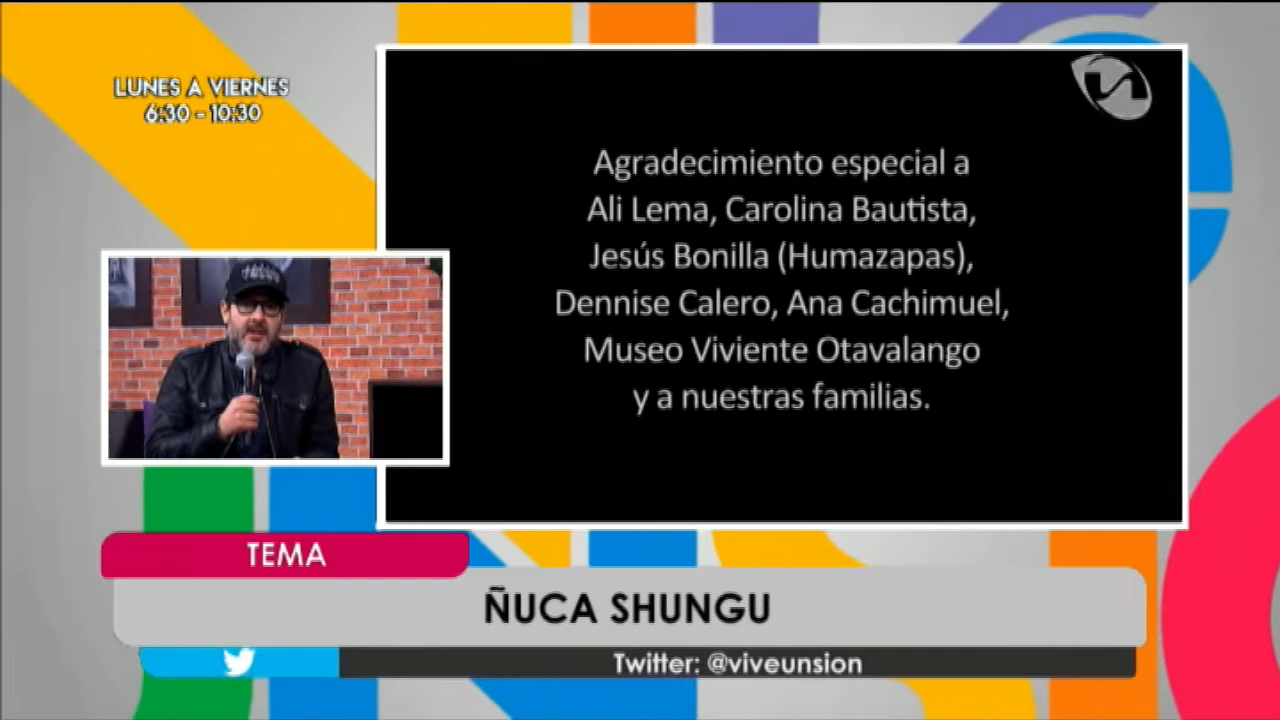 LUNES A VIERNES
6:30 - 10:30
Agradecimiento especial a
Ali Lema, Carolina Bautista,
Jesús Bonilla (Humazapas),
Dennise Calero, Ana Cachimuel,
Museo Viviente Otavalango
y a nuestras familias.
TEMA
ÑUCA SHUNGU
Twitter: @viveunsion